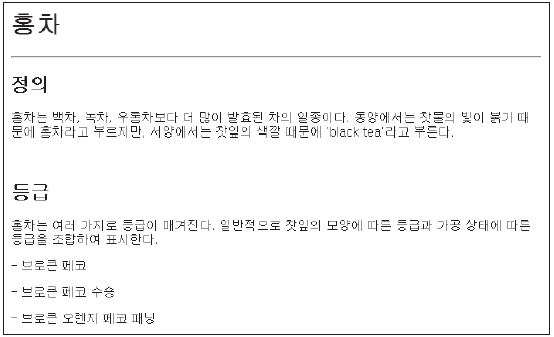 홍차
정의
홍차는 백차, 녹차, 우롱차보다 더 많이 발효된 차의 일종이다. 동양에서는 찻물의 빛이 붉기 때
문에 홍차라고 부르지만, 서양에서는 찻잎의 색깔 때문에 'black tea'라고 부른다.
등급
홍차는 여러 가지로 등급이 매겨진다. 일반적으로 찻잎의 모양에 따른 등급과 가공 상태에 따른
등급을 조합하여 표시한다.
- 브로큰 페코
- 브로큰 페코 수숑
- 브로큰 오렌지 페코 패닝